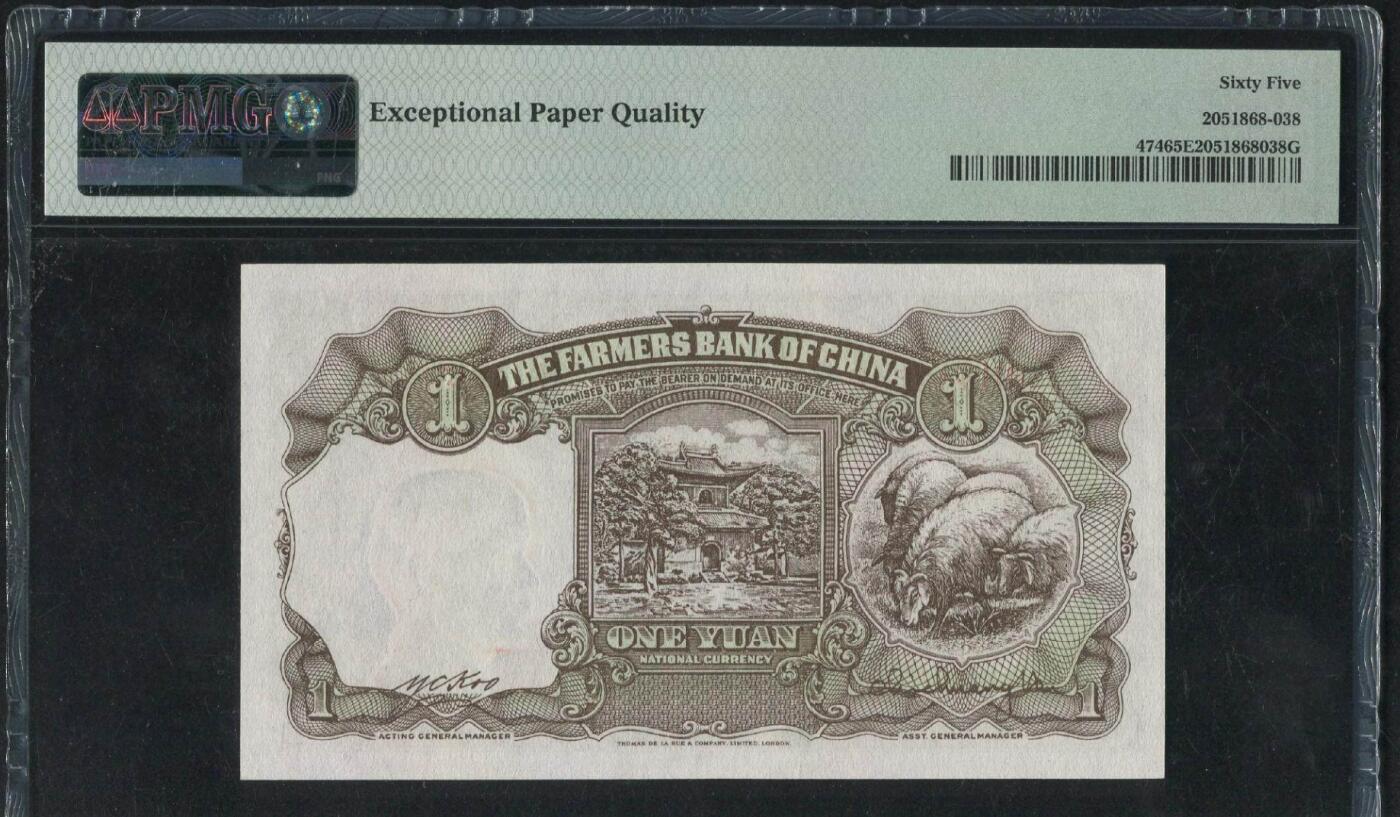 PMG
Exceptional Paper Quality
Sixty Five
2051868-038
47465E2051868038G
PMG
THE FARMERS BANK OF CHINA
PROMISES TO PAY THE BEARER ON DEMAND AT ITS OFFICE HERE
1
1
ONE YUAN
NATIONAL CURRENCY
Y C Koo
1
1
ACTING GENERAL MANAGER
ASST. GENERAL MANAGER
THOMAS DE LA RUE & COMPANY, LIMITED, LONDON.